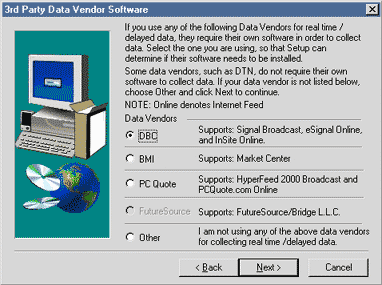 3rd Party Data Vendor Software
If you use any of the following Data Vendors for real time /
delayed data, they require their own software in order to collect
data. Select the one you are using, so that Setup can
determine if their software needs to be installed.
Some data vendors, such as DTN, do not require their own
software to collect data. If your data vendor is not listed below,
choose Other and click Next to continue.
NOTE: Online denotes Internet Feed
Data Vendors
DBC
Supports: Signal Broadcast, eSignal Online,
and InSite Online.
BMI
Supports: Market Center
PC Quote
Supports: HyperFeed 2000 Broadcast and
PCQuote.com Online
FutureSource
Supports: FutureSource/Bridge L.L.C.
Other
I am not using any of the above data vendors
for collecting real time /delayed data.
< Back
Next >
Cancel